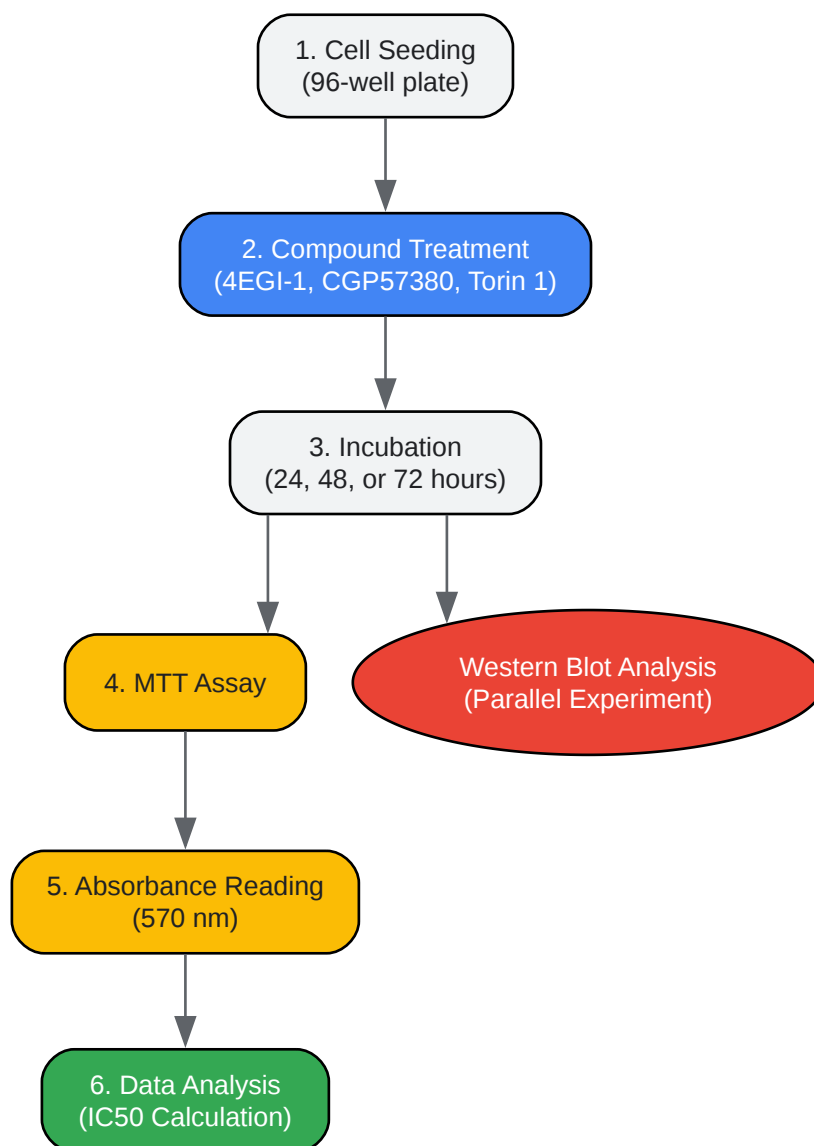 1. Cell Seeding
(96-well plate)
2. Compound Treatment
(4EGI-1, CGP57380, Torin 1)
3. Incubation
(24, 48, or 72 hours)
4. MTT Assay
Western Blot Analysis
(Parallel Experiment)
5. Absorbance Reading
(570 nm)
6. Data Analysis
(IC50 Calculation)